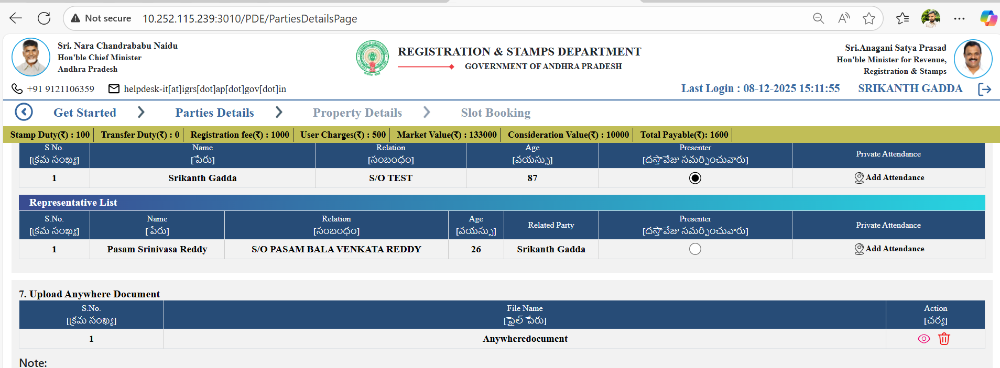 Not secure 10.252.115.239:3010/PDE/PartiesDetailsPage
Sri. Nara Chandrababu Naidu
Hon'ble Chief Minister
Andhra Pradesh
REGISTRATION & STAMPS DEPARTMENT
GOVERNMENT OF ANDHRA PRADESH
Sri.Anagani Satya Prasad
Hon'ble Minister for Revenue,
Registration & Stamps
+91 9121106359 helpdesk-it[at]igrs[dot]ap[dot]gov[dot]in
Last Login : 08-12-2025 15:11:55 SRIKANTH GADDA
Get Started Parties Details Property Details Slot Booking
Stamp Duty(₹) : 100 Transfer Duty(₹) : 0 Registration fee(₹) : 1000 User Charges(₹) : 500 Market Value(₹) : 133000 Consideration Value(₹) : 10000 Total Payable(₹): 1600
S.No. Name Relation Age Presenter Private Attendance
[క్రమ సంఖ్య] [పేరు] [సంబంధం] [వయస్సు] [దస్తావేజు సమర్పించువారు]
1 Srikanth Gadda S/O TEST 87 Add Attendance
Representative List
S.No. Name Relation Age Related Party Presenter Private Attendance
[క్రమ సంఖ్య] [పేరు] [సంబంధం] [వయస్సు] [దస్తావేజు సమర్పించువారు]
1 Pasam Srinivasa Reddy S/O PASAM BALA VENKATA REDDY 26 Srikanth Gadda Add Attendance
7. Upload Anywhere Document
S.No. File Name Action
[క్రమ సంఖ్య] [ఫైల్ పేరు] [చర్య]
1 Anywheredocument
Note: